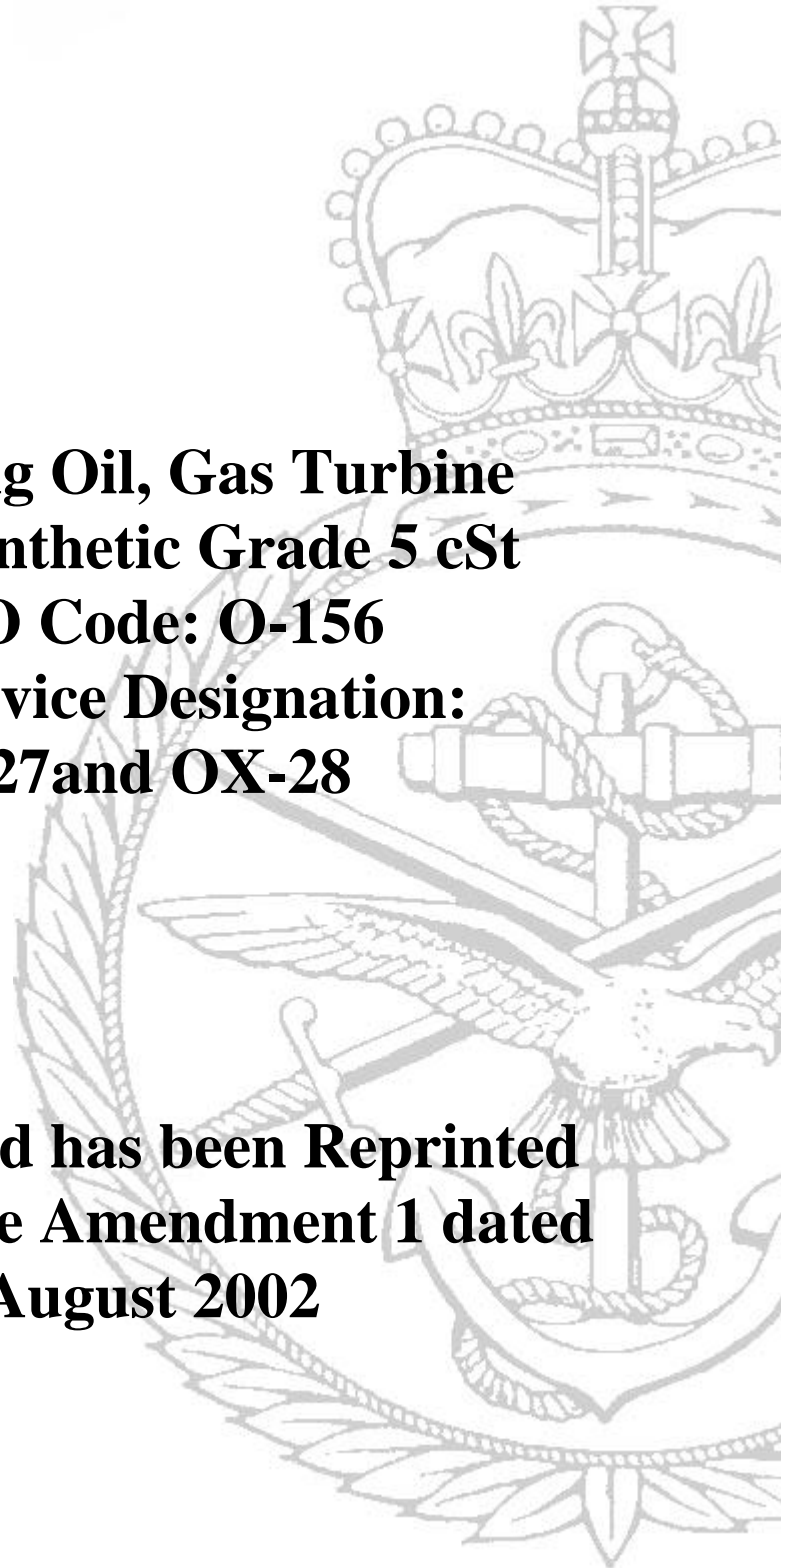 g Oil, Gas Turbine
nthetic Grade 5 cSt
O Code: O-156
vice Designation:
27and OX-28
d has been Reprinted
e Amendment 1 dated
August 2002